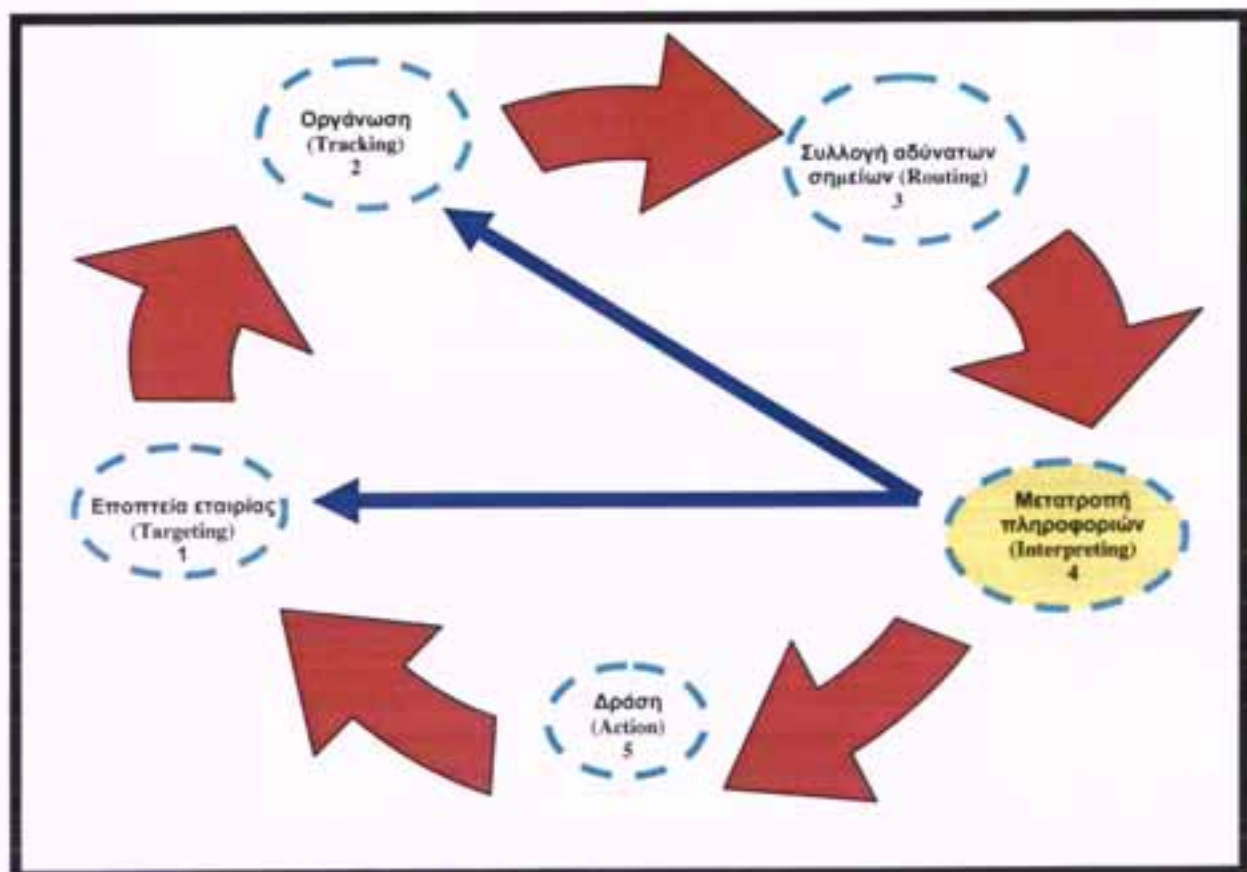 Οργάνωση
(Tracking)
2
Συλλογή αδύνατων
σημείων (Routing)
3
Εποπτεία εταιρίας
(Targeting)
1
Μετατροπή
πληροφοριών
(Interpreting)
4
Δράση
(Action)
5